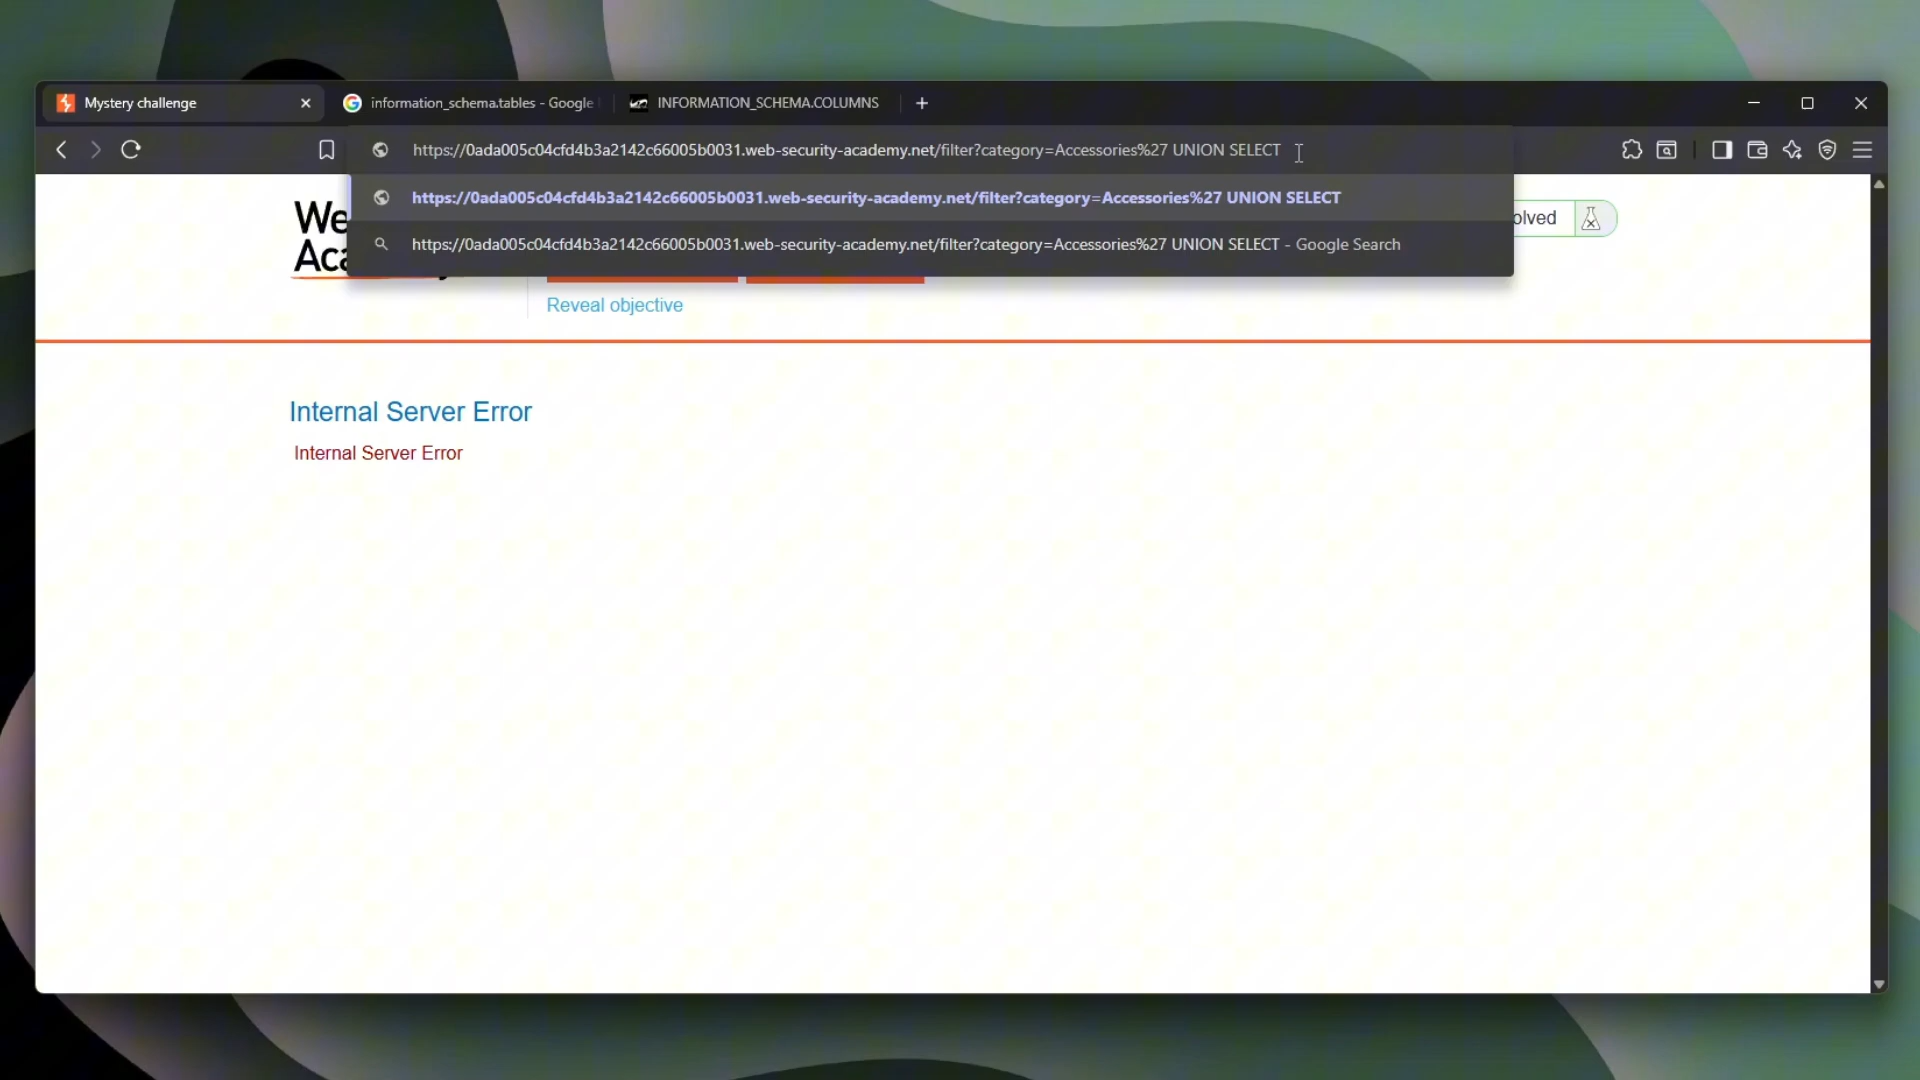 Mystery challenge
information_schema.tables - Google
INFORMATION_SCHEMA.COLUMNS
https://0ada005c04cfd4b3a2142c66005b0031.web-security-academy.net/filter?category=Accessories%27 UNION SELECT
https://0ada005c04cfd4b3a2142c66005b0031.web-security-academy.net/filter?category=Accessories%27 UNION SELECT
https://0ada005c04cfd4b3a2142c66005b0031.web-security-academy.net/filter?category=Accessories%27 UNION SELECT - Google Search
We
Aca
olved
Reveal objective
Internal Server Error
Internal Server Error